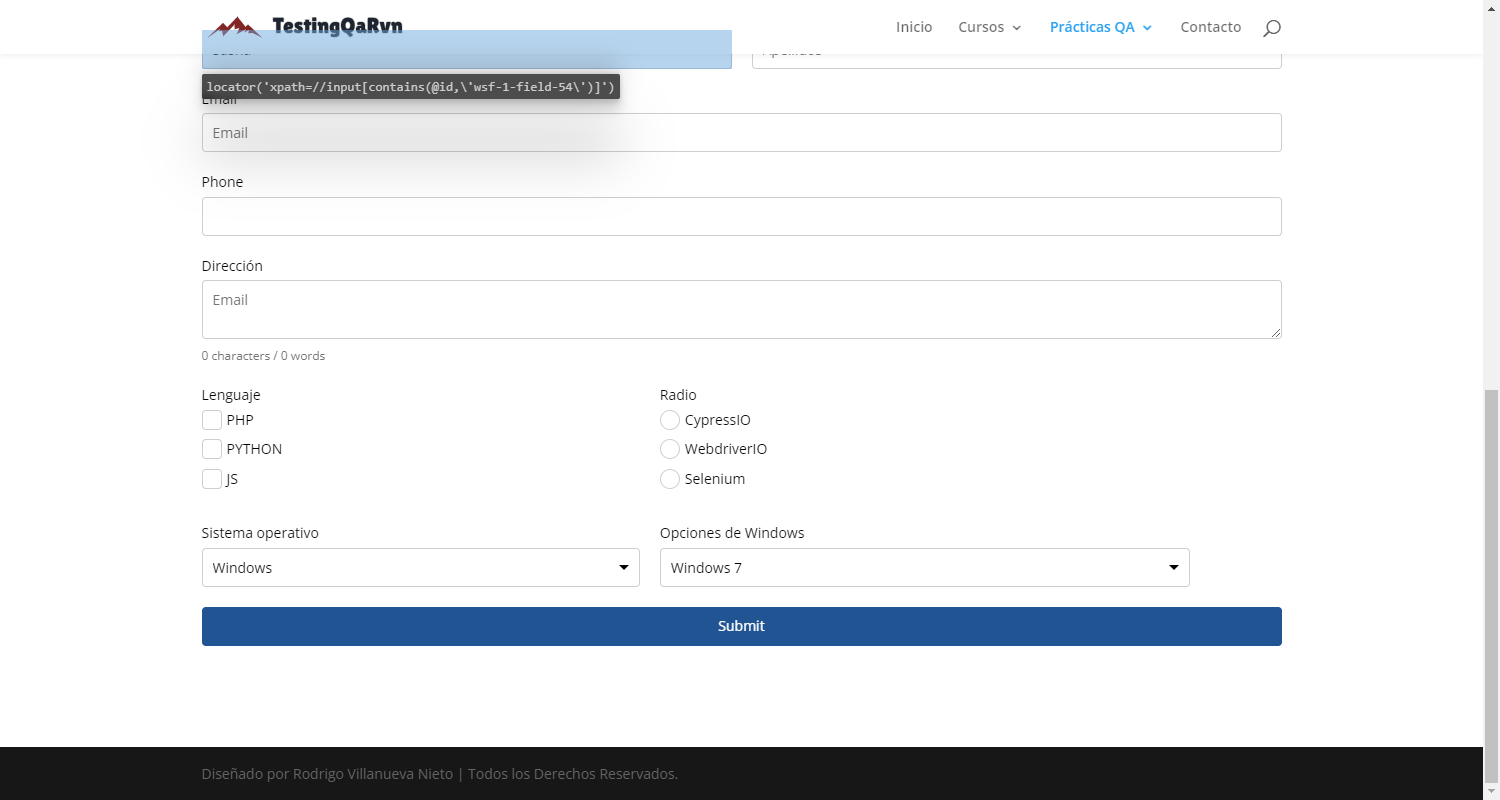 TestingQaRvn
Inicio Cursos Prácticas QA Contacto
Apellidos
locator('xpath=//input[contains(@id,\'wsf-1-field-54\')]')
Email
Email
Phone
Dirección
Email
0 characters / 0 words
Lenguaje
PHP
PYTHON
JS
Radio
CypressIO
WebdriverIO
Selenium
Sistema operativo
Windows
Opciones de Windows
Windows 7
Submit
Diseñado por Rodrigo Villanueva Nieto | Todos los Derechos Reservados.